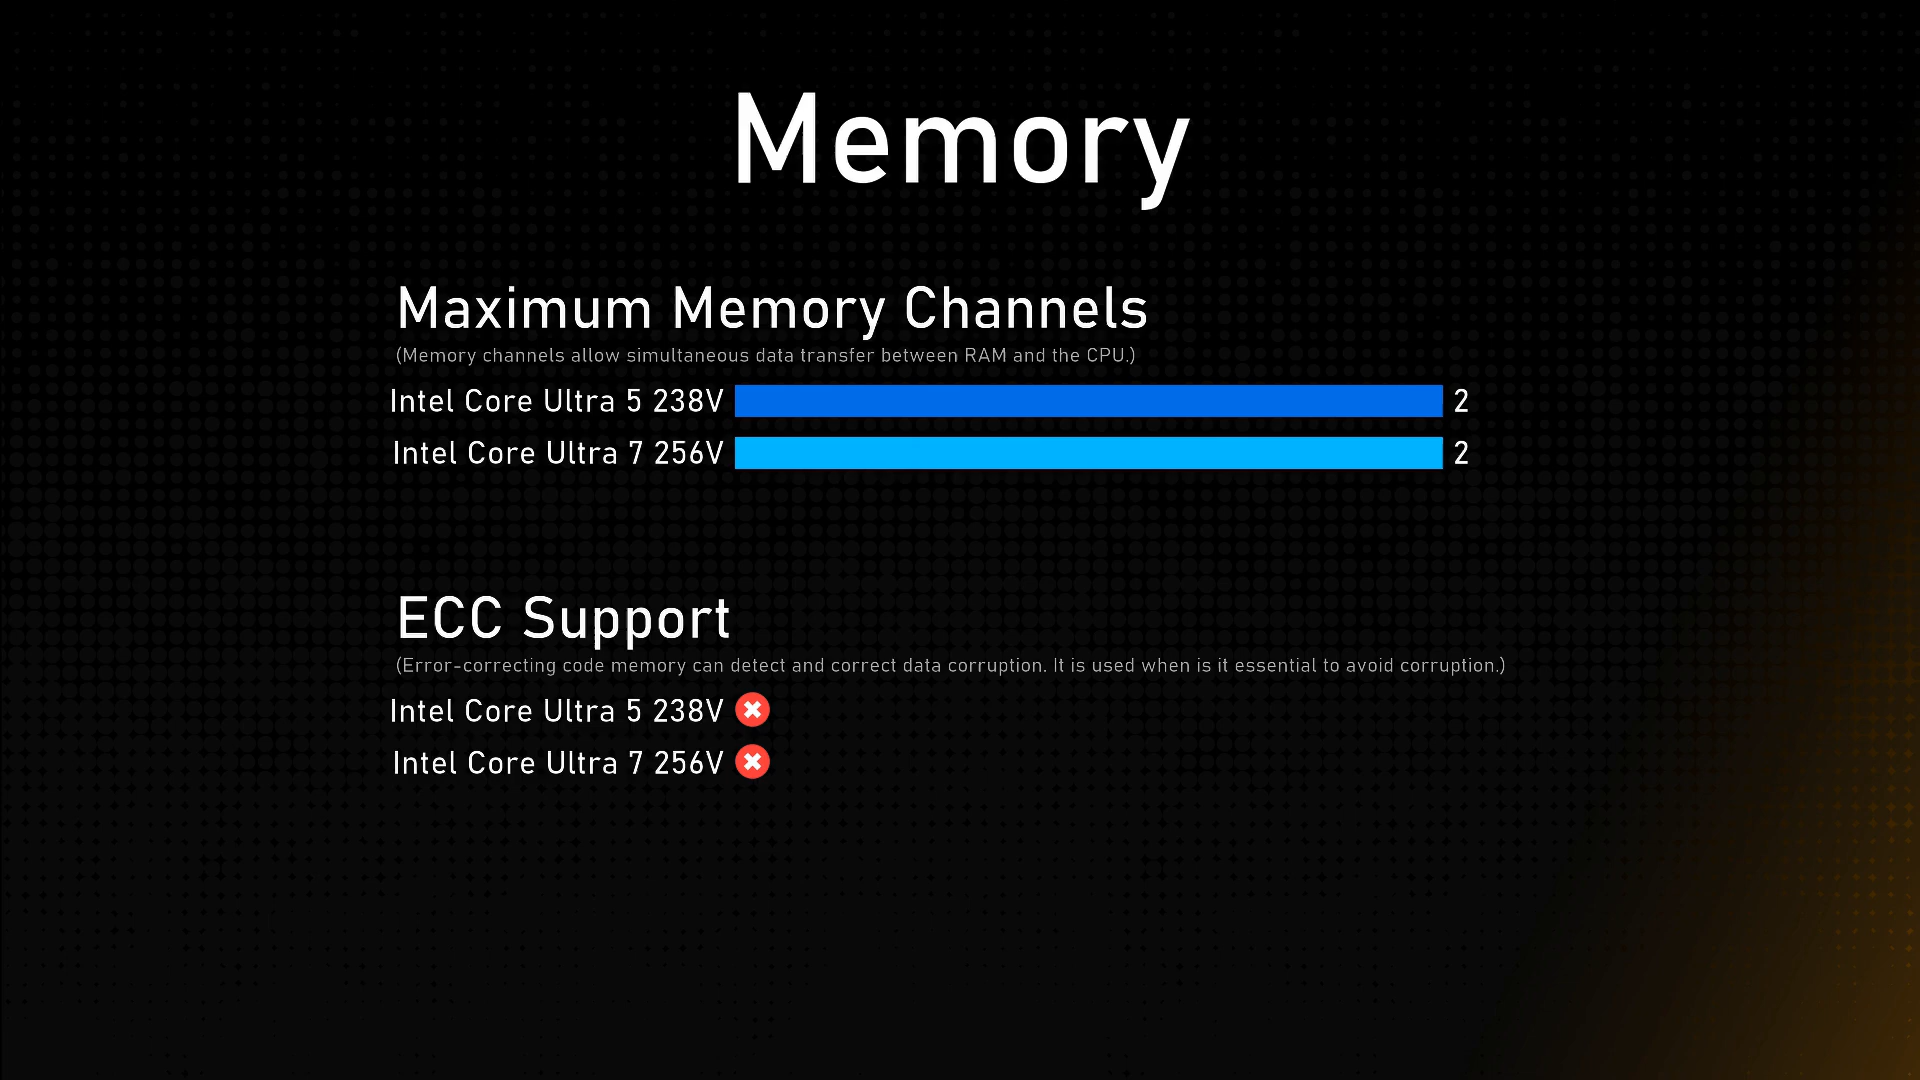 Memory
Maximum Memory Channels
(Memory channels allow simultaneous data transfer between RAM and the CPU.)
Intel Core Ultra 5 238V 2
Intel Core Ultra 7 256V 2
ECC Support
(Error-correcting code memory can detect and correct data corruption. It is used when is it essential to avoid corruption.)
Intel Core Ultra 5 238V
Intel Core Ultra 7 256V